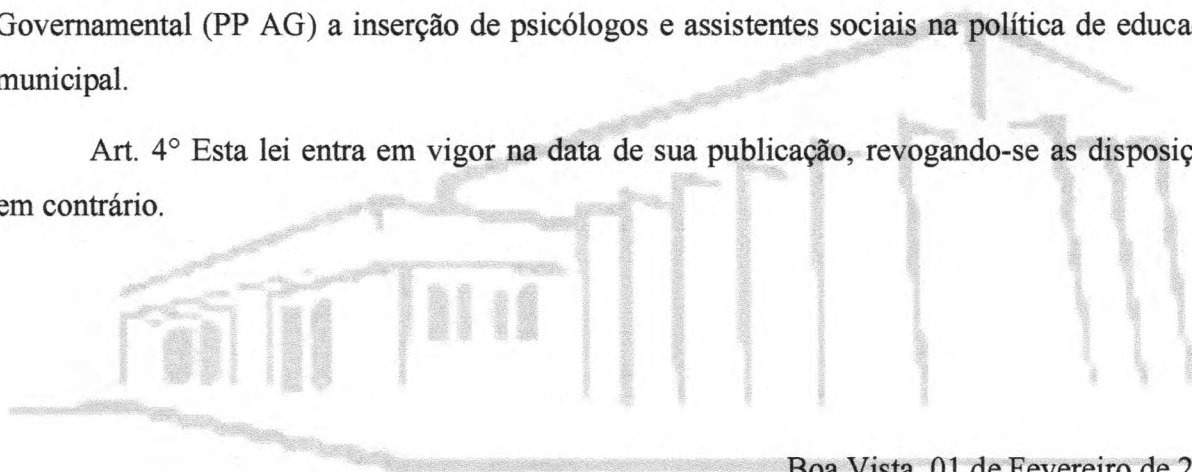 Governamental (PP AG) a inserção de psicólogos e assistentes sociais na política de educa
municipal.
Art. 4° Esta lei entra em vigor na data de sua publicação, revogando-se as disposiç
em contrário.
Boa Vista, 01 de Fevereiro de 2